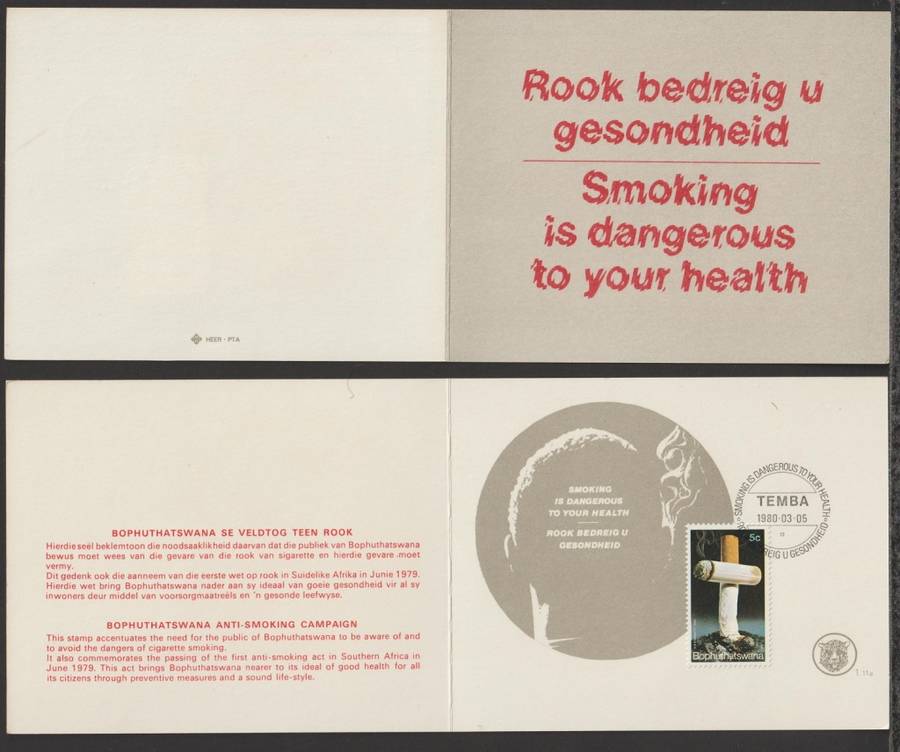 Rook bedreig u
gesondheid
Smoking
is dangerous
to your health
HEER · PTA
BOPHUTHATSWANA SE VELDTOG TEEN ROOK
Hierdie seël beklemtoon die noodsaaklikheid daarvan dat die publiek van Bophuthatswana
bewus moet wees van die gevare van die rook van sigarette en hierdie gevare moet
vermy.
Dit gedenk ook die aanneem van die eerste wet op rook in Suidelike Afrika in Junie 1979.
Hierdie wet bring Bophuthatswana nader aan sy ideaal van goeie gesondheid vir al sy
inwoners deur middel van voorsorgmaatreëls en 'n gesonde leefwyse.
BOPHUTHATSWANA ANTI-SMOKING CAMPAIGN
This stamp accentuates the need for the public of Bophuthatswana to be aware of and
to avoid the dangers of cigarette smoking.
It also commemorates the passing of the first anti-smoking act in Southern Africa in
June 1979. This act brings Bophuthatswana nearer to its ideal of good health for all
its citizens through preventive measures and a sound life-style.
SMOKING
IS DANGEROUS
TO YOUR HEALTH
ROOK BEDREIG U
GESONDHEID
SMOKING IS DANGEROUS TO YOUR HEALTH
TEMBA
1980-03-05
U GESONDHEID
5c
Bophuthatswana